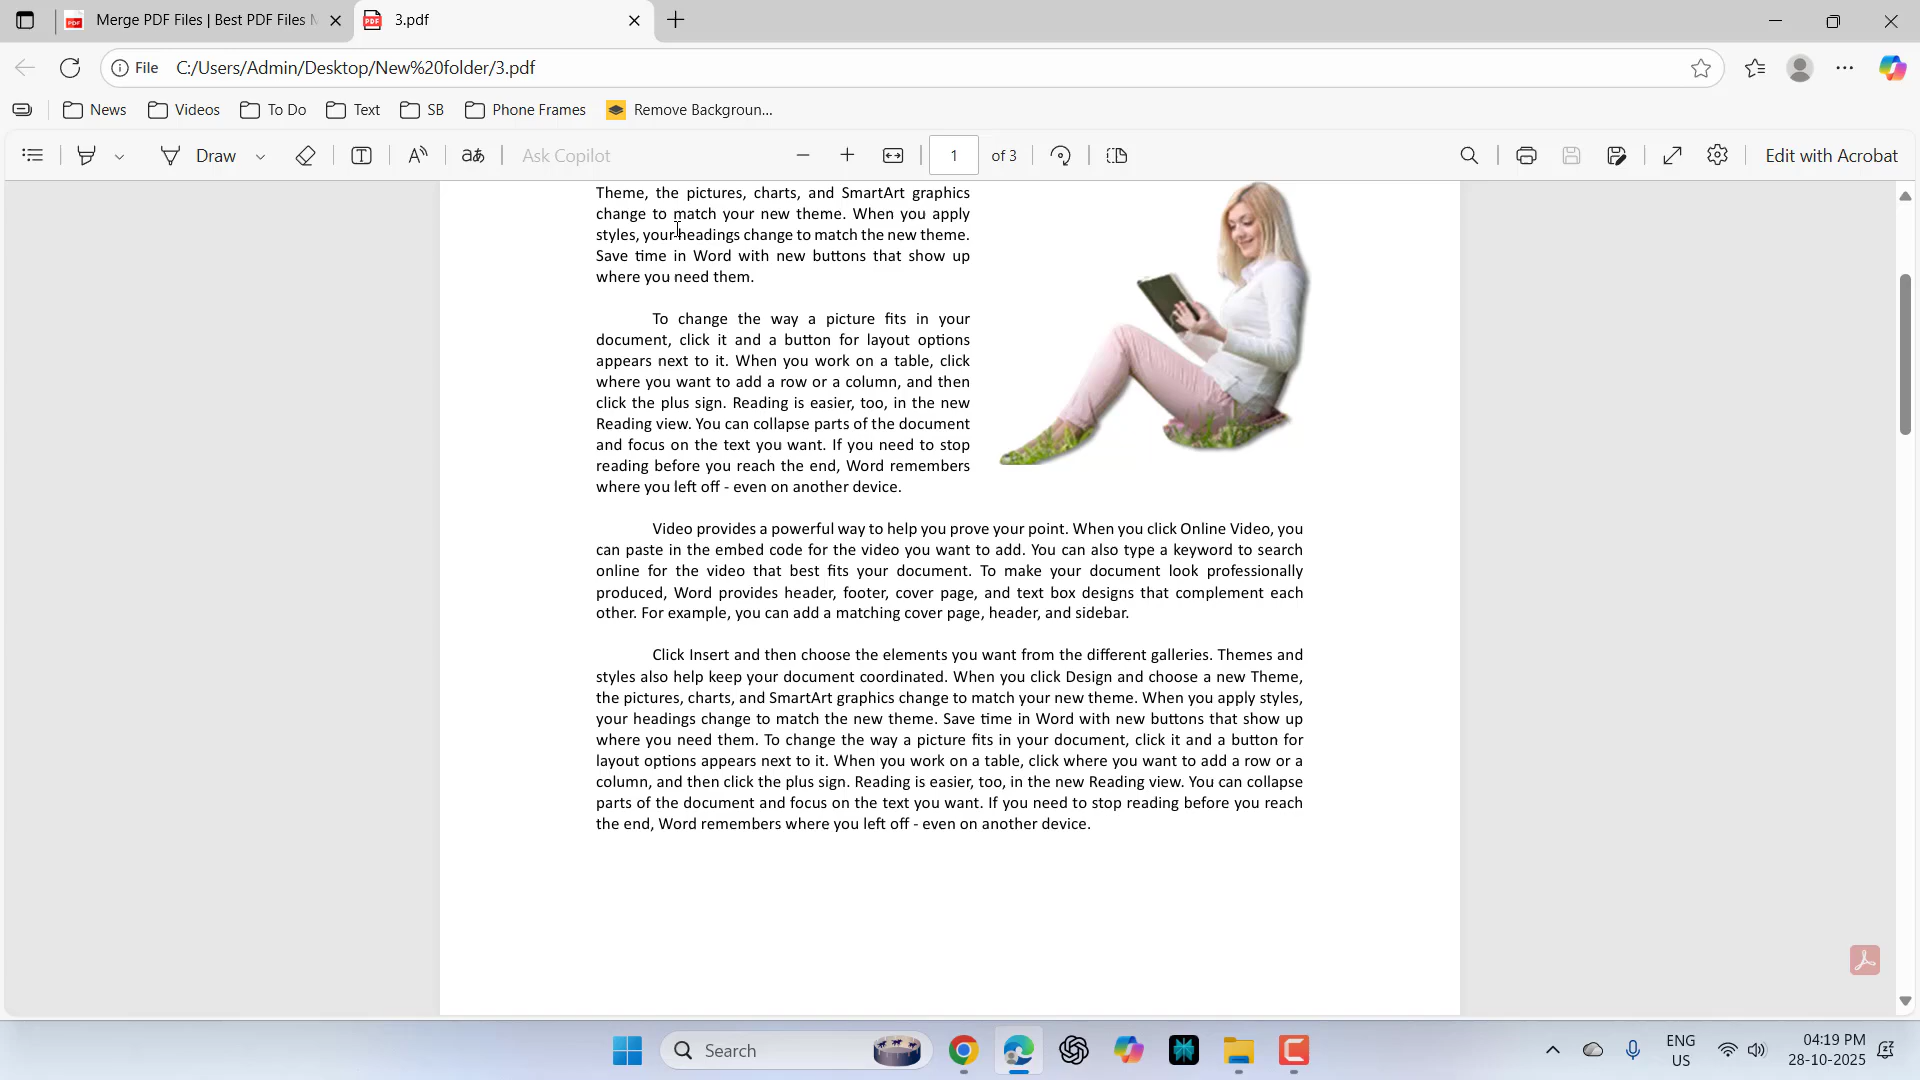 Merge PDF Files | Best PDF Files M
3.pdf
File C:/Users/Admin/Desktop/New%20folder/3.pdf
News Videos To Do Text SB Phone Frames Remove Backgroun...
Draw Ask Copilot 1 of 3 Edit with Acrobat
Theme, the pictures, charts, and SmartArt graphics
change to match your new theme. When you apply
styles, your headings change to match the new theme.
Save time in Word with new buttons that show up
where you need them.
To change the way a picture fits in your
document, click it and a button for layout options
appears next to it. When you work on a table, click
where you want to add a row or a column, and then
click the plus sign. Reading is easier, too, in the new
Reading view. You can collapse parts of the document
and focus on the text you want. If you need to stop
reading before you reach the end, Word remembers
where you left off - even on another device.
Video provides a powerful way to help you prove your point. When you click Online Video, you
can paste in the embed code for the video you want to add. You can also type a keyword to search
online for the video that best fits your document. To make your document look professionally
produced, Word provides header, footer, cover page, and text box designs that complement each
other. For example, you can add a matching cover page, header, and sidebar.
Click Insert and then choose the elements you want from the different galleries. Themes and
styles also help keep your document coordinated. When you click Design and choose a new Theme,
the pictures, charts, and SmartArt graphics change to match your new theme. When you apply styles,
your headings change to match the new theme. Save time in Word with new buttons that show up
where you need them. To change the way a picture fits in your document, click it and a button for
layout options appears next to it. When you work on a table, click where you want to add a row or a
column, and then click the plus sign. Reading is easier, too, in the new Reading view. You can collapse
parts of the document and focus on the text you want. If you need to stop reading before you reach
the end, Word remembers where you left off - even on another device.
Search
ENG
US
04:19 PM
28-10-2025